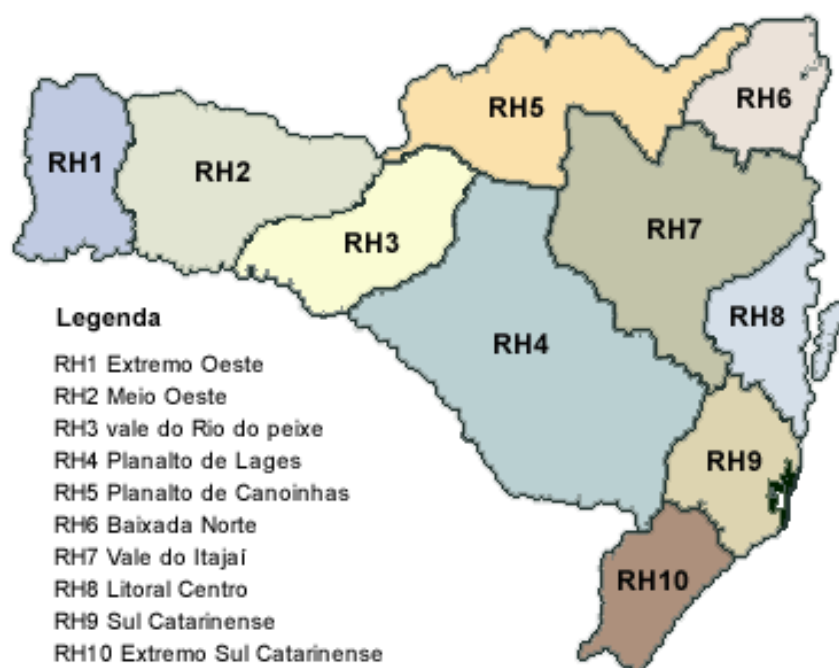 RH6
RH5
RH1
RH2
RH7
RH3
RH8
RH4
RH9
RH10
Legenda
RH1 Extremo Oeste
RH2 Meio Oeste
RH3 vale do Rio do peixe
RH4 Planalto de Lages
RH5 Planalto de Canoinhas
RH6 Baixada Norte
RH7 Vale do Itajaí
RH8 Litoral Centro
RH9 Sul Catarinense
RH10 Extremo Sul Catarinense